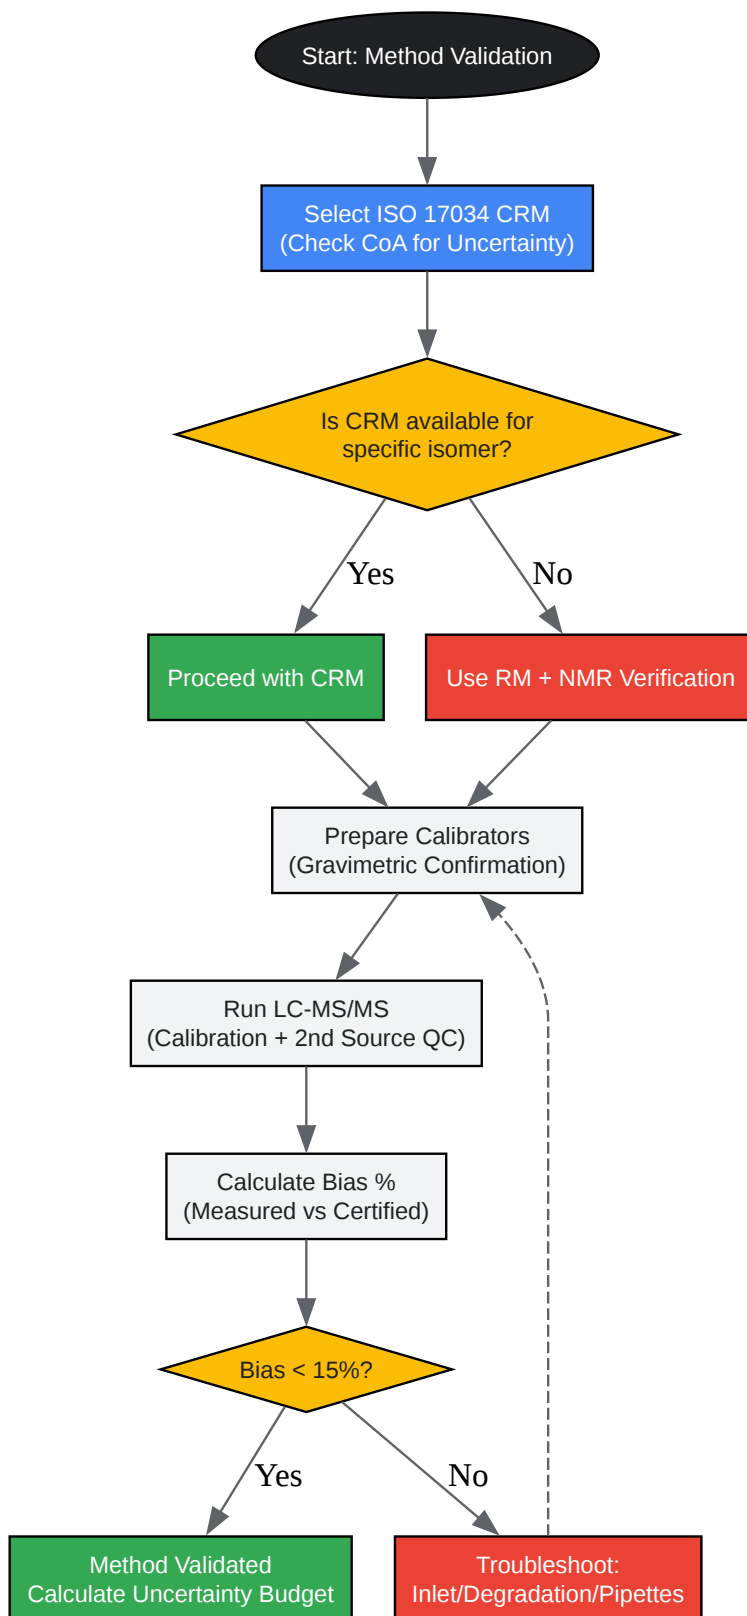 Start: Method Validation
Select ISO 17034 CRM
(Check CoA for Uncertainty)
Is CRM available for
specific isomer?
Yes
No
Proceed with CRM
Use RM + NMR Verification
Prepare Calibrators
(Gravimetric Confirmation)
Run LC-MS/MS
(Calibration + 2nd Source QC)
Calculate Bias %
(Measured vs Certified)
Bias < 15%?
Yes
No
Method Validated
Calculate Uncertainty Budget
Troubleshoot:
Inlet/Degradation/Pipettes